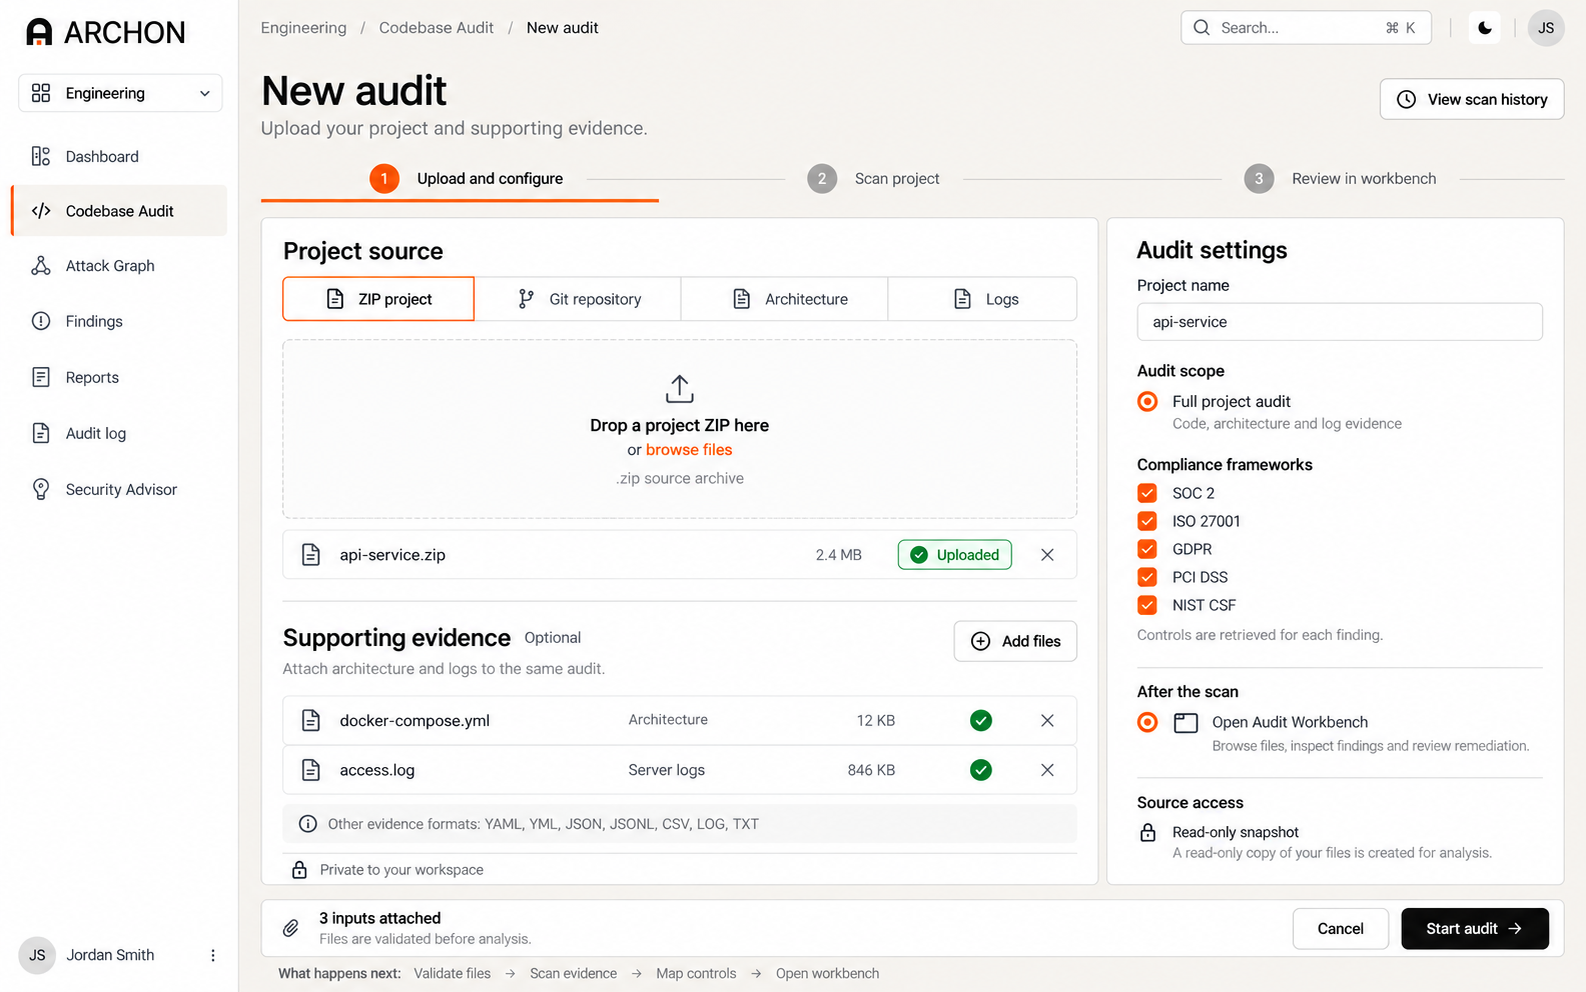 ARCHON
Engineering
Dashboard
Codebase Audit
Attack Graph
Findings
Reports
Audit log
Security Advisor
JS Jordan Smith
Engineering / Codebase Audit / New audit
Search... ⌘ K
JS
New audit
Upload your project and supporting evidence.
View scan history
1 Upload and configure
2 Scan project
3 Review in workbench
Project source
ZIP project
Git repository
Architecture
Logs
Drop a project ZIP here
or browse files
.zip source archive
api-service.zip 2.4 MB Uploaded
Supporting evidence Optional
Attach architecture and logs to the same audit.
Add files
docker-compose.yml Architecture 12 KB
access.log Server logs 846 KB
Other evidence formats: YAML, YML, JSON, JSONL, CSV, LOG, TXT
Private to your workspace
Audit settings
Project name
api-service
Audit scope
Full project audit
Code, architecture and log evidence
Compliance frameworks
SOC 2
ISO 27001
GDPR
PCI DSS
NIST CSF
Controls are retrieved for each finding.
After the scan
Open Audit Workbench
Browse files, inspect findings and review remediation.
Source access
Read-only snapshot
A read-only copy of your files is created for analysis.
3 inputs attached
Files are validated before analysis.
Cancel
Start audit →
What happens next: Validate files → Scan evidence → Map controls → Open workbench